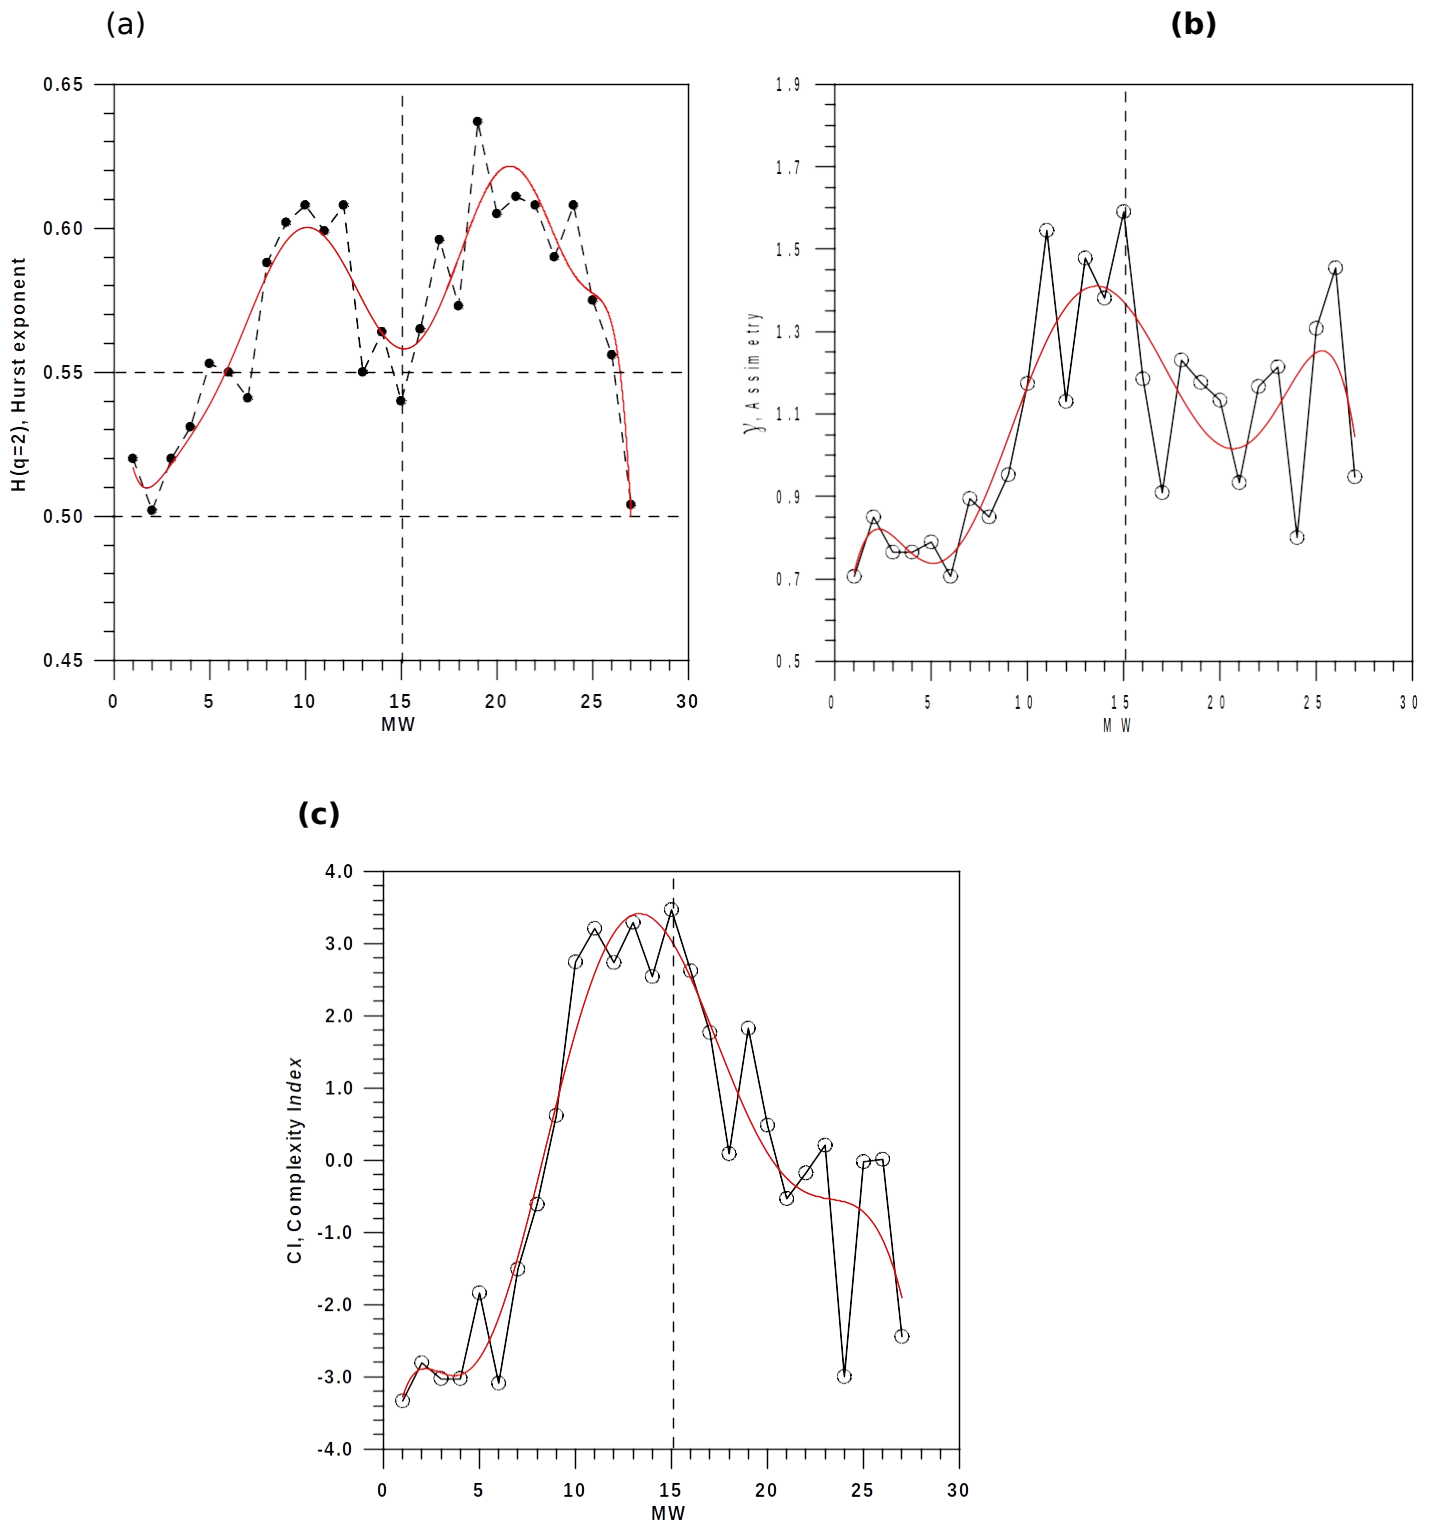 (a)
(b)
0.65
0.60
0.55
0.50
0.45
H(q=2), Hurst exponent
0 5 10 15 20 25 30
MW
1.9
1.7
1.5
1.3
1.1
0.9
0.7
0.5
γ, Assimetry
0 5 10 15 20 25 30
MW
(c)
4.0
3.0
2.0
1.0
0.0
-1.0
-2.0
-3.0
-4.0
CI, Complexity Index
0 5 10 15 20 25 30
MW